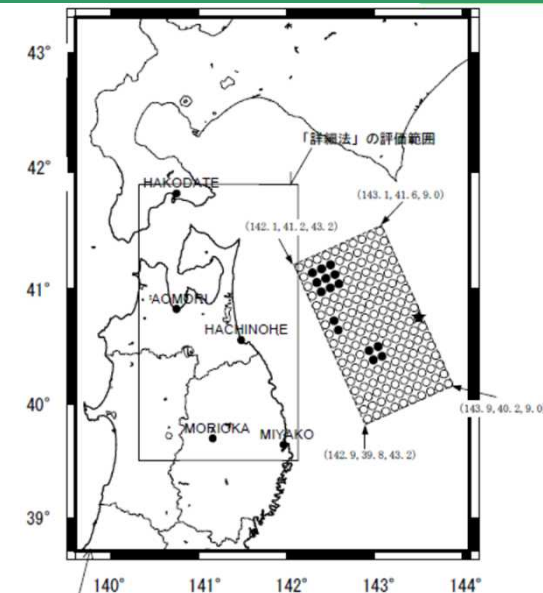 43°
「詳細法」の評価範囲
42°
HAKODATE
(143.1, 41.6, 9.0)
(142.1, 41.2, 43.2)
41°
AOMORI
HACHINOHE
40°
(143.9, 40.2, 9.0)
MORIOKA
MIYAKO
(142.9, 39.8, 43.2)
39°
140°
141°
142°
143°
144°